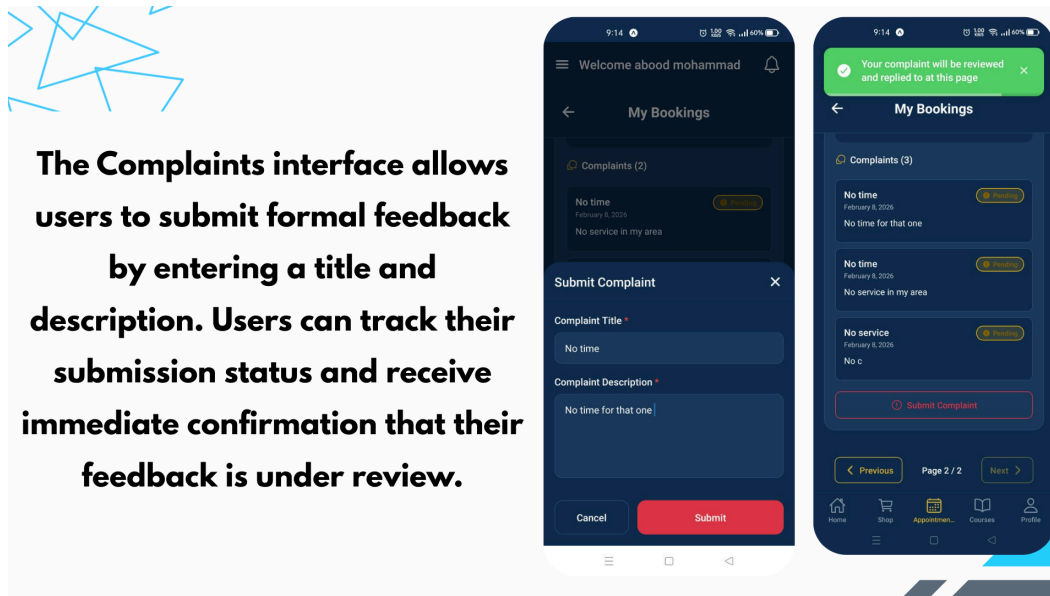 The Complaints interface allows
users to submit formal feedback
by entering a title and
description. Users can track their
submission status and receive
immediate confirmation that their
feedback is under review.
9:14
60%
Welcome abood mohammad
My Bookings
Complaints (2)
No time
Pending
February 8, 2026
No service in my area
Submit Complaint
Complaint Title *
No time
Complaint Description *
No time for that one
Cancel
Submit
9:14
60%
Your complaint will be reviewed
and replied to at this page
My Bookings
Complaints (3)
No time
Pending
February 8, 2026
No time for that one
No time
Pending
February 8, 2026
No service in my area
No service
Pending
February 8, 2026
No c
Submit Complaint
Previous
Page 2 / 2
Next
Home
Shop
Appointmen...
Courses
Profile